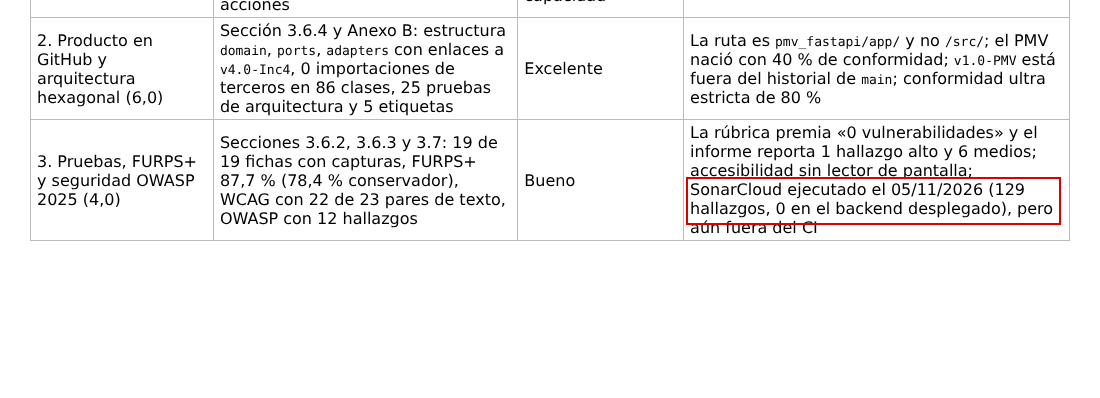 acciones
capacidad
2. Producto en
GitHub y
arquitectura
hexagonal (6,0)
Sección 3.6.4 y Anexo B: estructura
domain, ports, adapters con enlaces a
v4.0-Inc4, 0 importaciones de
terceros en 86 clases, 25 pruebas
de arquitectura y 5 etiquetas
Excelente
La ruta es pmv_fastapi/app/ y no /src/; el PMV
nació con 40 % de conformidad; v1.0-PMV está
fuera del historial de main; conformidad ultra
estricta de 80 %
3. Pruebas, FURPS+
y seguridad OWASP
2025 (4,0)
Secciones 3.6.2, 3.6.3 y 3.7: 19 de
19 fichas con capturas, FURPS+
87,7 % (78,4 % conservador),
WCAG con 22 de 23 pares de texto,
OWASP con 12 hallazgos
Bueno
La rúbrica premia «0 vulnerabilidades» y el
informe reporta 1 hallazgo alto y 6 medios;
accesibilidad sin lector de pantalla;
SonarCloud ejecutado el 05/11/2026 (129
hallazgos, 0 en el backend desplegado), pero
aún fuera del CI